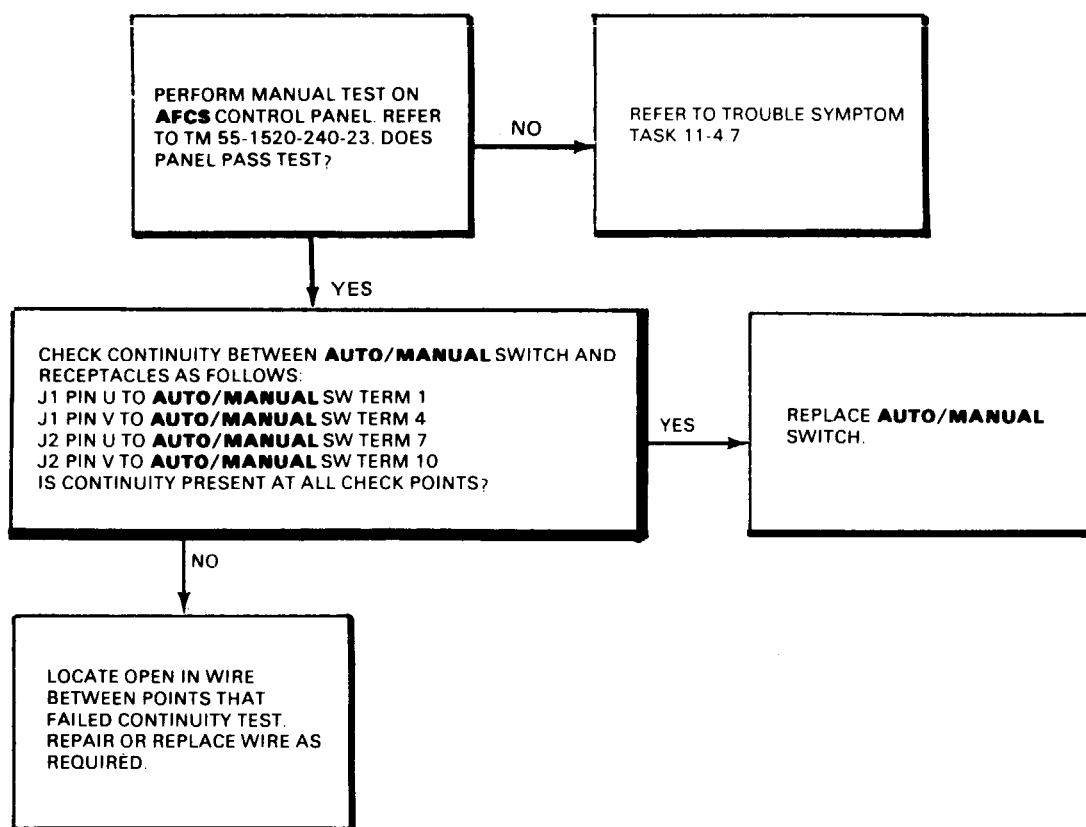 PERFORM MANUAL TEST ON
AFCS CONTROL PANEL. REFER
TO TM 55-1520-240-23. DOES
PANEL PASS TEST?
NO
REFER TO TROUBLE SYMPTOM
TASK 11-4.7
YES
CHECK CONTINUITY BETWEEN AUTO/MANUAL SWITCH AND
RECEPTACLES AS FOLLOWS:
J1 PIN U TO AUTO/MANUAL SW TERM 1
J1 PIN V TO AUTO/MANUAL SW TERM 4
J2 PIN U TO AUTO/MANUAL SW TERM 7
J2 PIN V TO AUTO/MANUAL SW TERM 10
IS CONTINUITY PRESENT AT ALL CHECK POINTS?
YES
REPLACE AUTO/MANUAL
SWITCH.
NO
LOCATE OPEN IN WIRE
BETWEEN POINTS THAT
FAILED CONTINUITY TEST.
REPAIR OR REPLACE WIRE AS
REQUIRED.